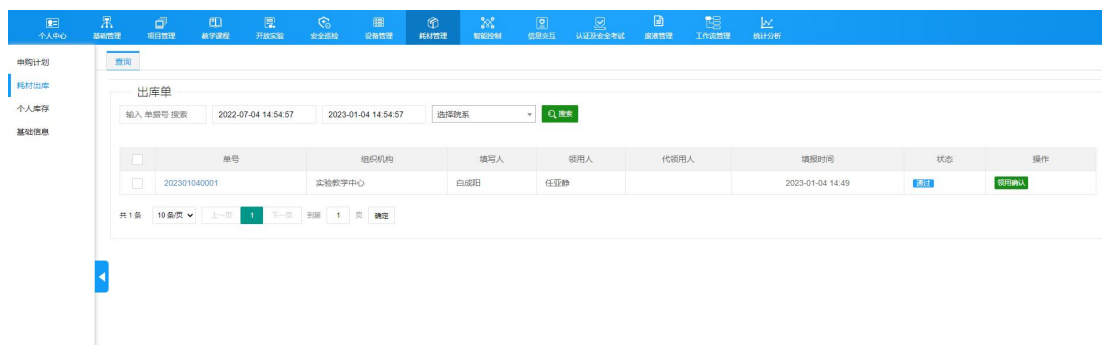 个人中心 基础管理 项目管理 教学课程 开放实验 安全巡检 设备管理 耗材管理 智能控制 信息交互 认证及安全考试 废液管理 工作流管理 统计分析
申购计划
耗材出库
个人库存
基础信息
查询
出库单
输入 单据号 搜索 2022-07-04 14:54:57 2023-01-04 14:54:57 选择院系 搜索
单号 组织机构 填写人 领用人 代领用人 填报时间 状态 操作
202301040001 实验教学中心 白成阳 任亚静 2023-01-04 14:49 通过 领用确认
共 1 条 10 条/页 上一页 1 下一页 到第 1 页 确定